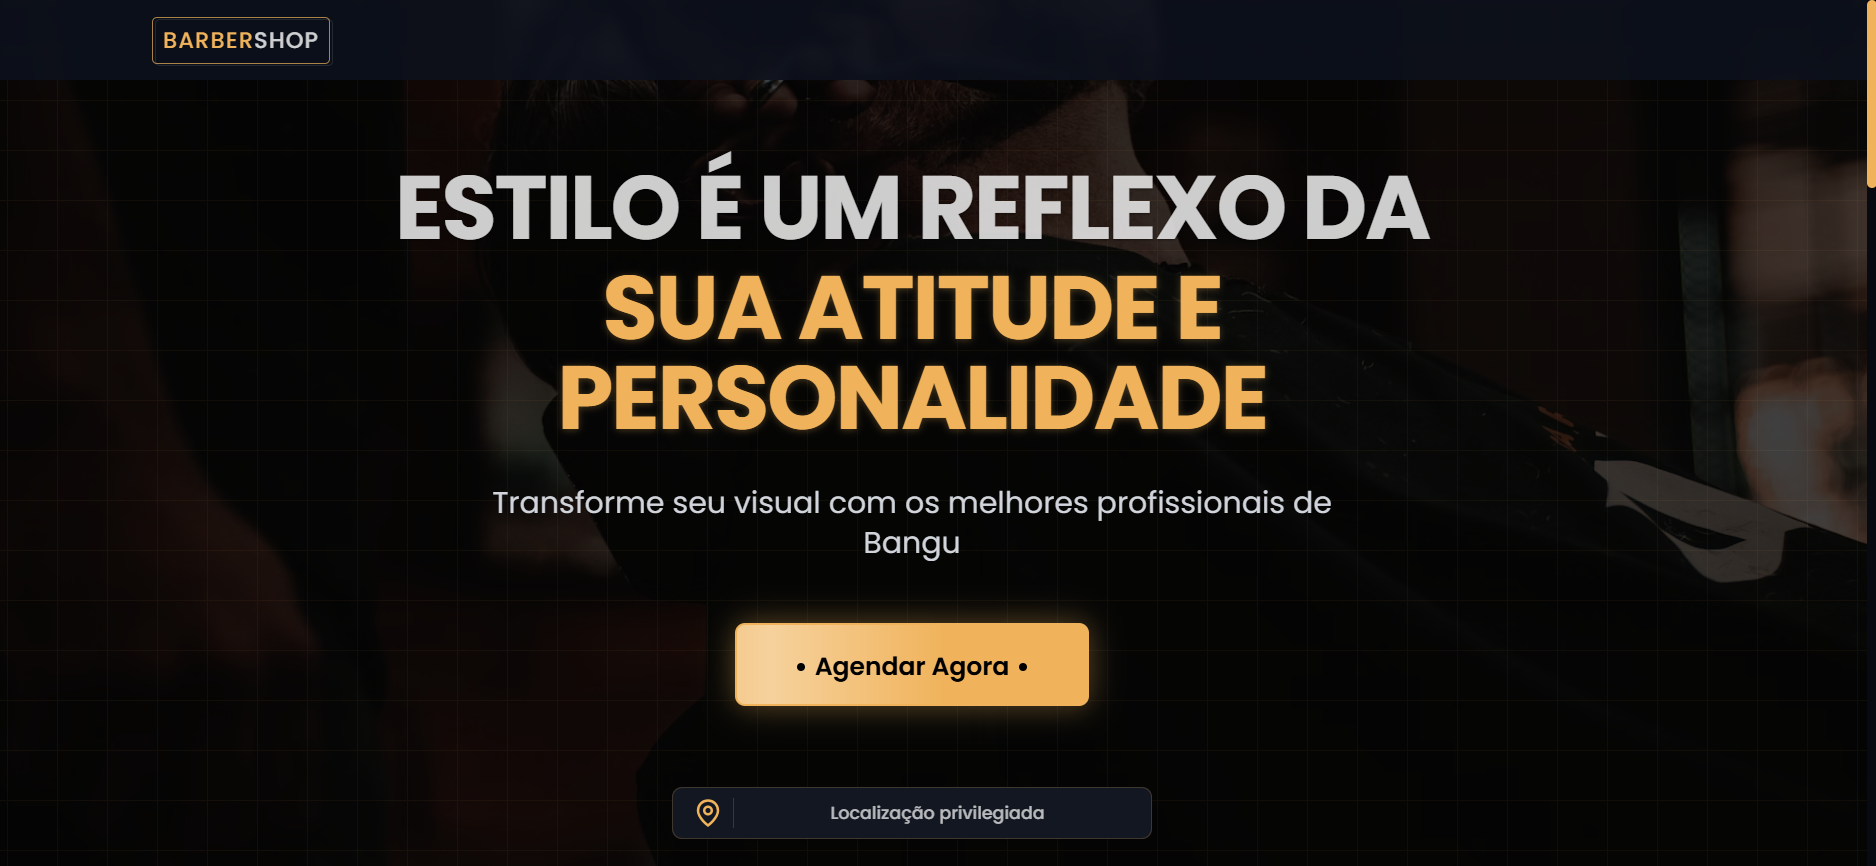 BARBERSHOP
ESTILO É UM REFLEXO DA
SUA ATITUDE E
PERSONALIDADE
Transforme seu visual com os melhores profissionais de
Bangu
• Agendar Agora •
Localização privilegiada